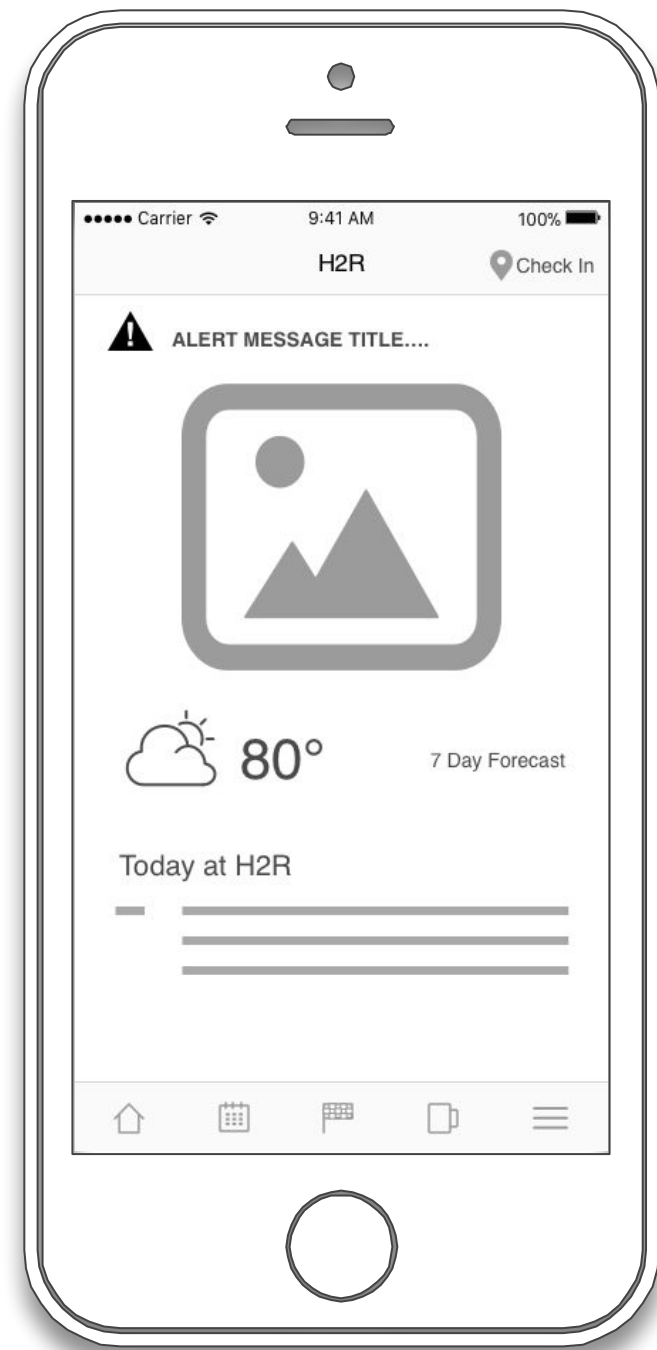 Carrier 9:41 AM 100%
H2R Check In
ALERT MESSAGE TITLE....
80° 7 Day Forecast
Today at H2R